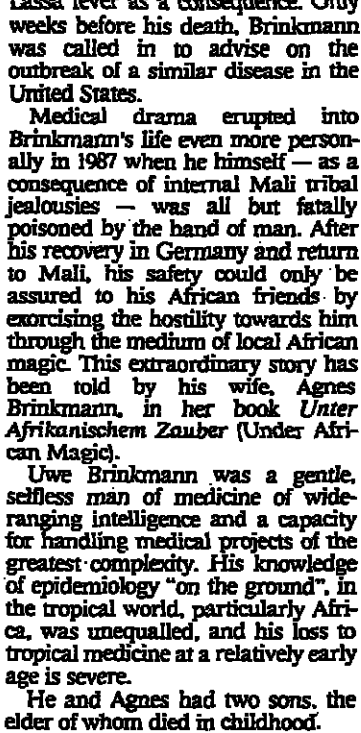 Lassa fever as a consequence. Only
weeks before his death, Brinkmann
was called in to advise on the
outbreak of a similar disease in the
United States.
Medical drama erupted into
Brinkmann's life even more person-
ally in 1987 when he himself — as a
consequence of internal Mali tribal
jealousies — was all but fatally
poisoned by the hand of man. After
his recovery in Germany and return
to Mali, his safety could only be
assured to his African friends by
exorcising the hostility towards him
through the medium of local African
magic. This extraordinary story has
been told by his wife, Agnes
Brinkmann, in her book Unter
Afrikanischem Zauber (Under Afri-
can Magic).
Uwe Brinkmann was a gentle,
selfless man of medicine of wide-
ranging intelligence and a capacity
for handling medical projects of the
greatest complexity. His knowledge
of epidemiology "on the ground", in
the tropical world, particularly Afri-
ca, was unequalled, and his loss to
tropical medicine at a relatively early
age is severe.
He and Agnes had two sons, the
elder of whom died in childhood.